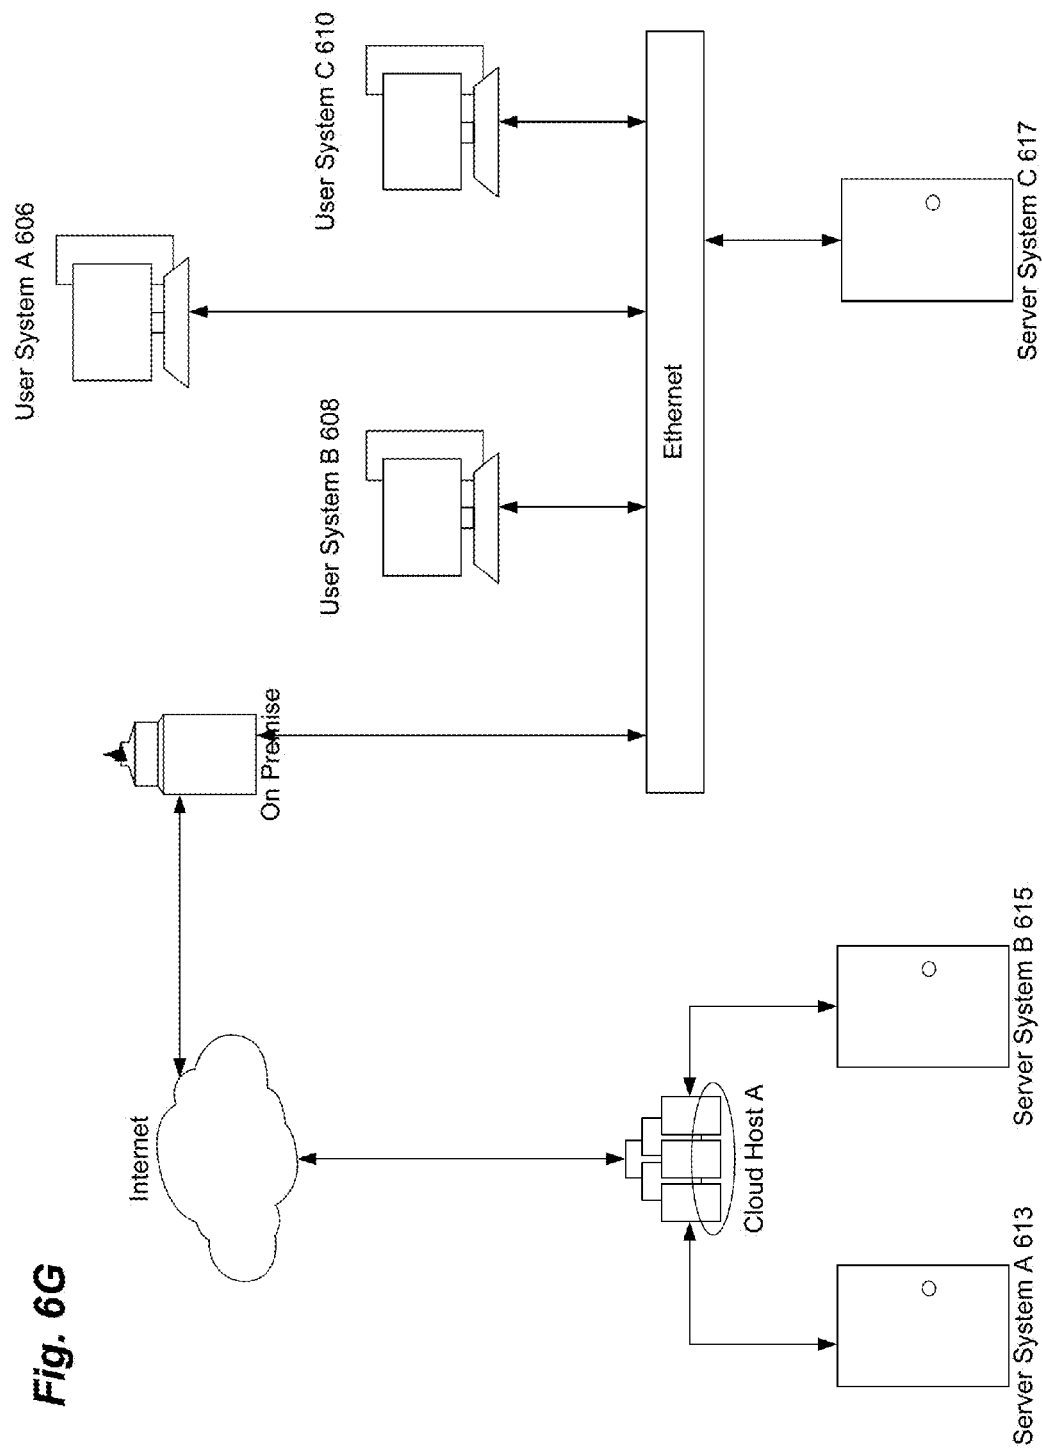 Fig. 6G
Internet
On Premise
User System A 606
User System B 608
User System C 610
Ethernet
Cloud Host A
Server System A 613
Server System B 615
Server System C 617